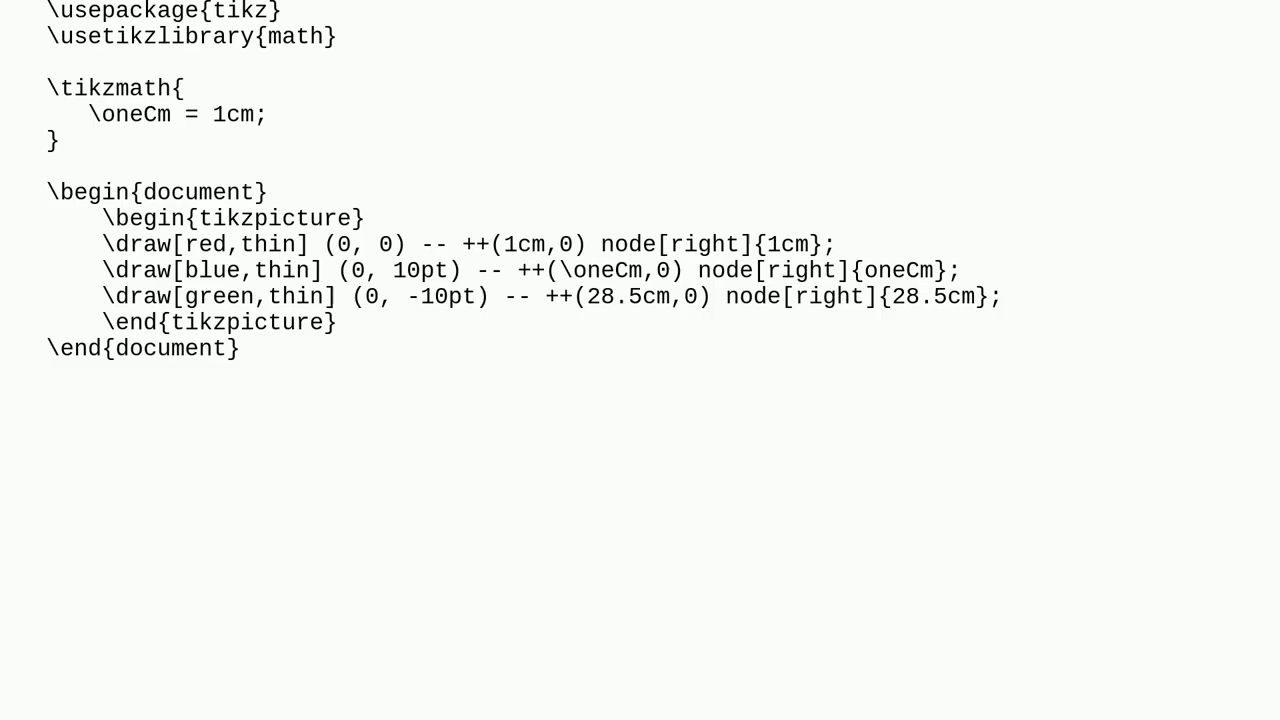 \usepackage{tikz}
\usetikzlibrary{math}

\tikzmath{
   \oneCm = 1cm;
}

\begin{document}
    \begin{tikzpicture}
    \draw[red,thin] (0, 0) -- ++(1cm,0) node[right]{1cm};
    \draw[blue,thin] (0, 10pt) -- ++(\oneCm,0) node[right]{oneCm};
    \draw[green,thin] (0, -10pt) -- ++(28.5cm,0) node[right]{28.5cm};
    \end{tikzpicture}
\end{document}